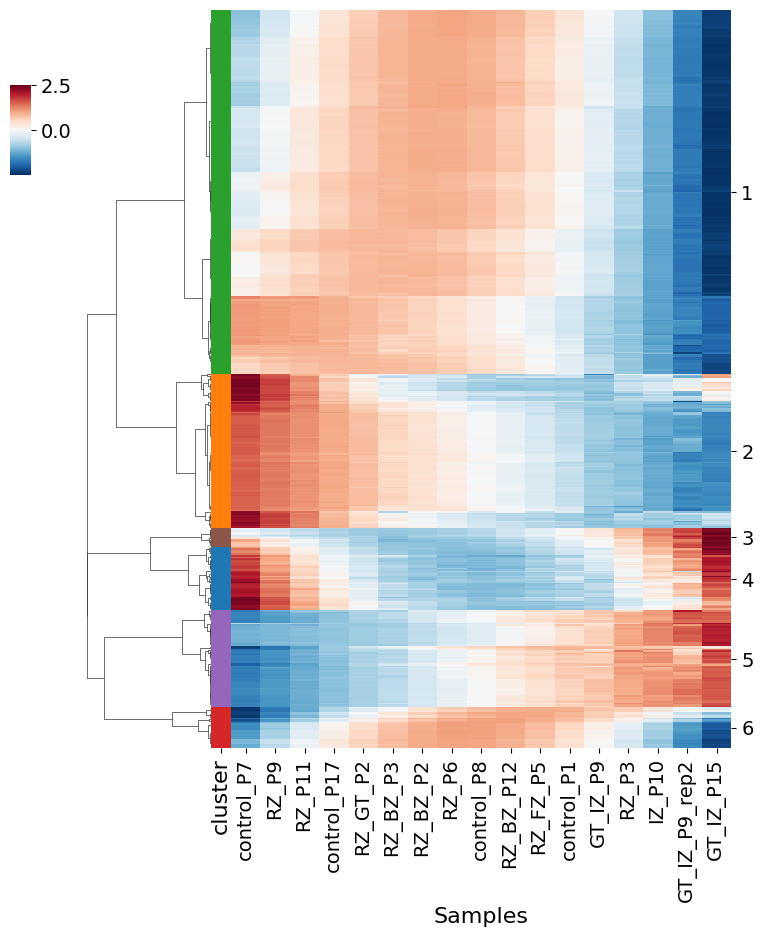 2.5
0.0
1
2
3
4
5
6
cluster
control_P7
RZ_P9
RZ_P11
control_P17
RZ_GT_P2
RZ_BZ_P3
RZ_BZ_P2
RZ_P6
control_P8
RZ_BZ_P12
RZ_FZ_P5
control_P1
GT_IZ_P9
RZ_P3
IZ_P10
GT_IZ_P9_rep2
GT_IZ_P15
Samples